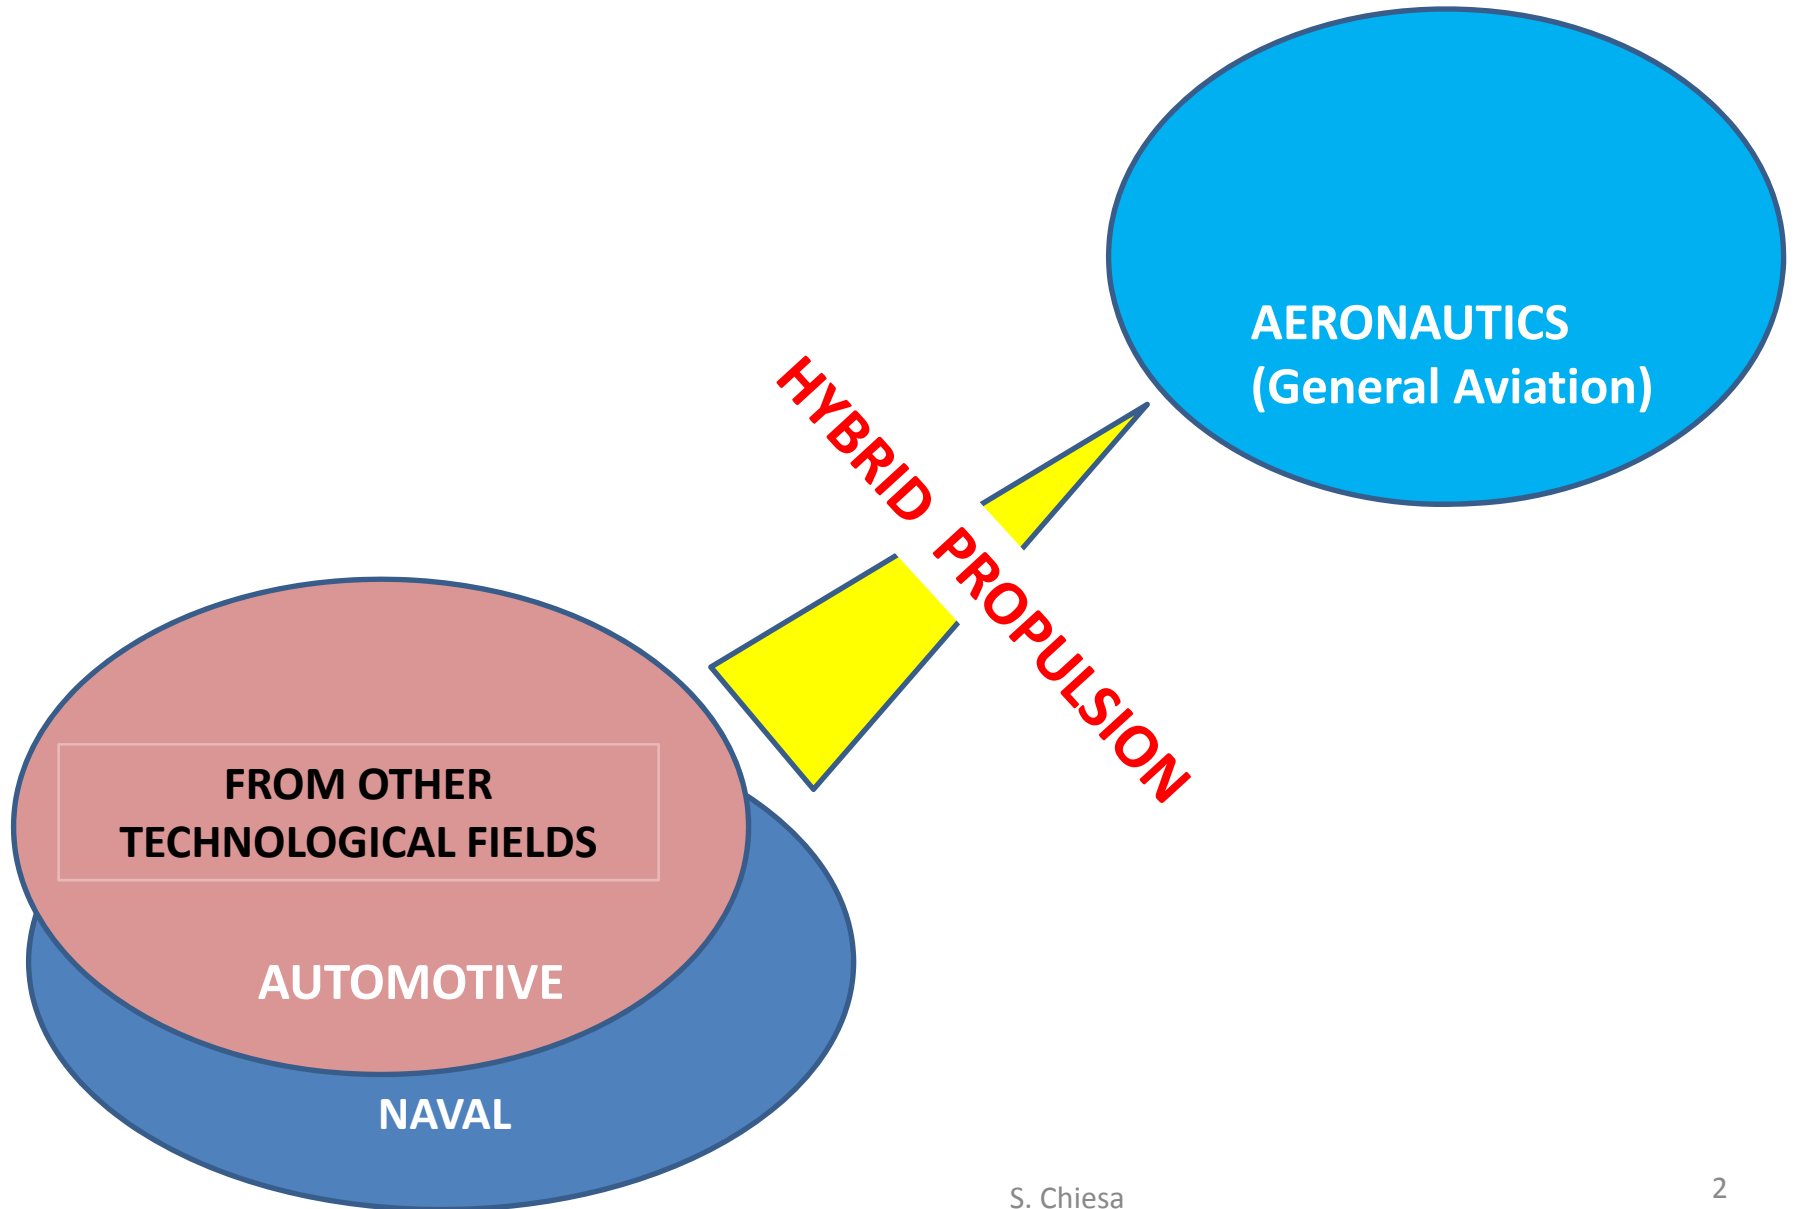 AERONAUTICS
(General Aviation)
HYBRID PROPULSION
FROM OTHER
TECHNOLOGICAL FIELDS
AUTOMOTIVE
NAVAL
S. Chiesa
2